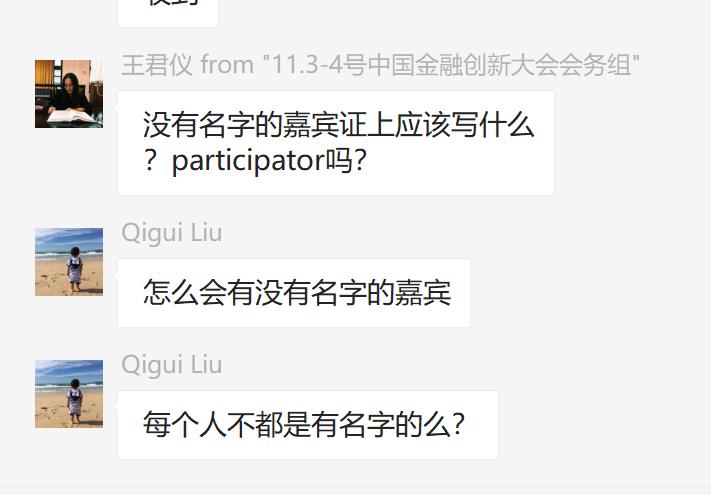 收到
王君仪 from "11.3-4号中国金融创新大会会务组"
没有名字的嘉宾证上应该写什么
？participator吗？
Qigui Liu
怎么会有没有名字的嘉宾
Qigui Liu
每个人不都是有名字的么？